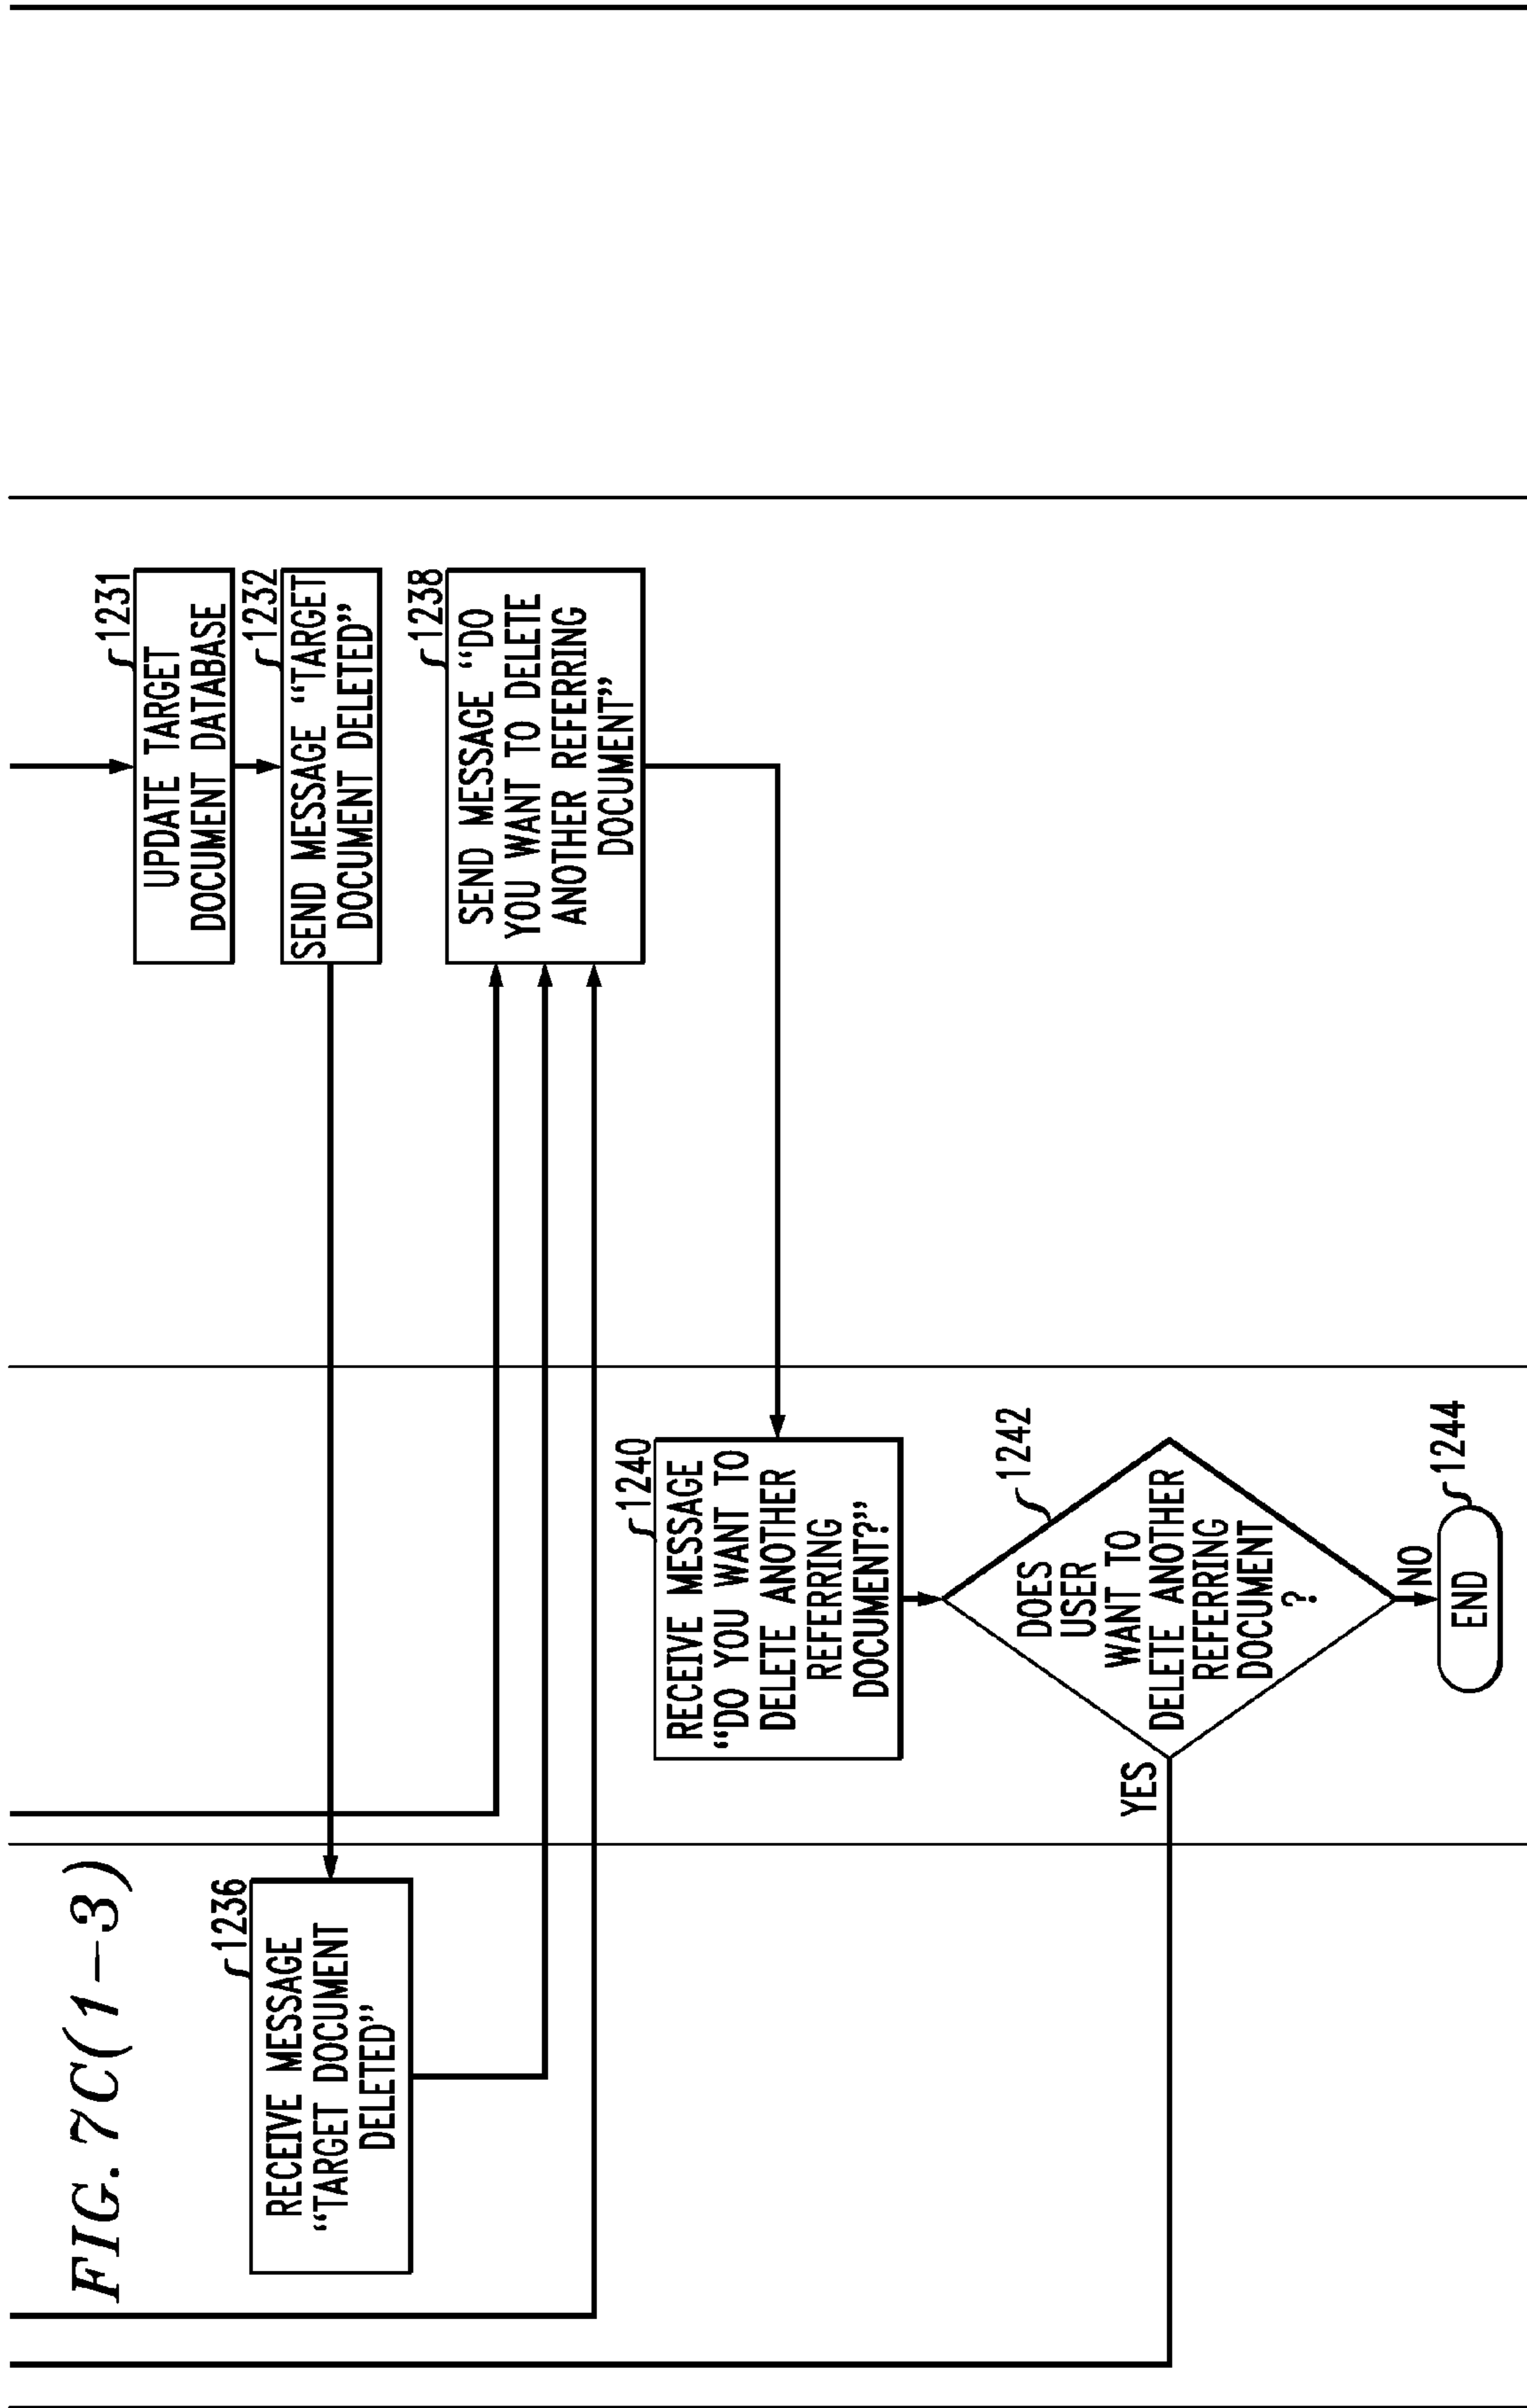 FIG. 7C(1-3)
1231
UPDATE TARGET
DOCUMENT DATABASE
1232
SEND MESSAGE “TARGET
DOCUMENT DELETED”
1236
RECEIVE MESSAGE
“TARGET DOCUMENT
DELETED”
1238
SEND MESSAGE “DO
YOU WANT TO DELETE
ANOTHER REFERRING
DOCUMENT”
1240
RECEIVE MESSAGE
“DO YOU WANT TO
DELETE ANOTHER
REFERRING
DOCUMENT?”
1242
DOES
USER
WANT TO
DELETE ANOTHER
REFERRING
DOCUMENT
?
YES
NO
1244
END